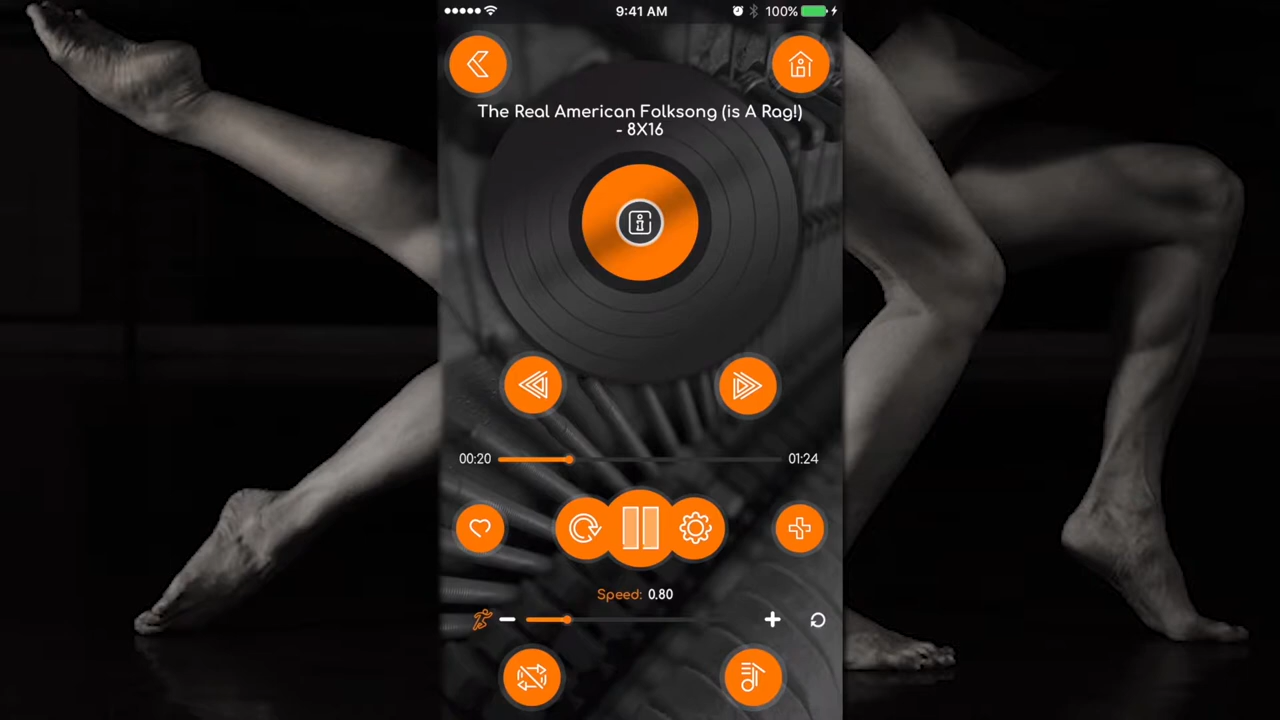 9:41 AM
100%
The Real American Folksong (is A Rag!)
- 8X16
00:20
01:24
Speed: 0.80